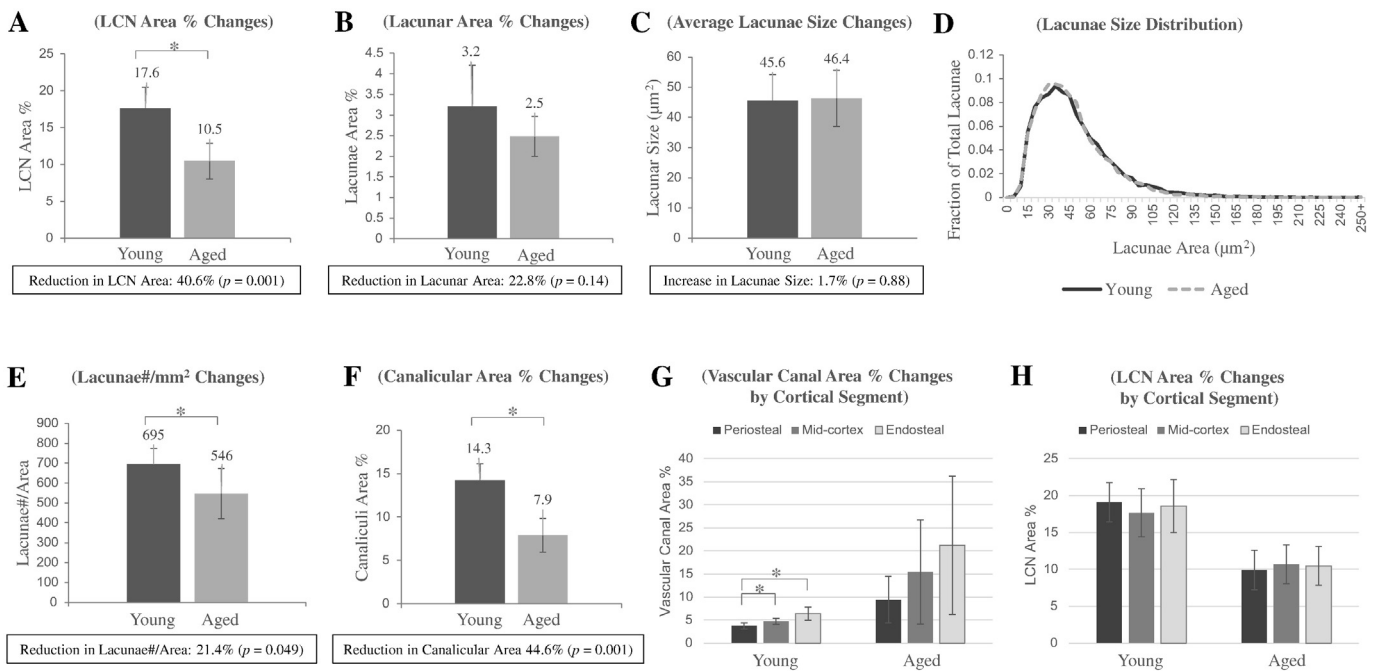 A
(LCN Area % Changes)
LCN Area %
25
20
15
10
5
0
*
17.6
10.5
Young
Aged
Reduction in LCN Area: 40.6% (p = 0.001)
B
(Lacunar Area % Changes)
Lacunae Area %
4.5
4
3.5
3
2.5
2
1.5
1
0.5
0
3.2
2.5
Young
Aged
Reduction in Lacunar Area: 22.8% (p = 0.14)
C
(Average Lacunae Size Changes)
Lacunar Size (µm²)
60
50
40
30
20
10
0
45.6
46.4
Young
Aged
Increase in Lacunae Size: 1.7% (p = 0.88)
D
(Lacunae Size Distribution)
Fraction of Total Lacunae
0.12
0.1
0.08
0.06
0.04
0.02
0
0
15
30
45
60
75
90
105
120
135
150
165
180
195
210
225
240
250+
Lacunae Area (µm²)
Young
Aged
E
(Lacunae#/mm² Changes)
Lacunae#/Area
900
800
700
600
500
400
300
200
100
0
*
695
546
Young
Aged
Reduction in Lacunae#/Area: 21.4% (p = 0.049)
F
(Canalicular Area % Changes)
Canaliculi Area %
20
15
10
5
0
*
14.3
7.9
Young
Aged
Reduction in Canalicular Area 44.6% (p = 0.001)
G
(Vascular Canal Area % Changes
by Cortical Segment)
Periosteal
Mid-cortex
Endosteal
Vascular Canal Area %
40
35
30
25
20
15
10
5
0
*
*
Young
Aged
H
(LCN Area % Changes
by Cortical Segment)
Periosteal
Mid-cortex
Endosteal
LCN Area %
25
20
15
10
5
0
Young
Aged